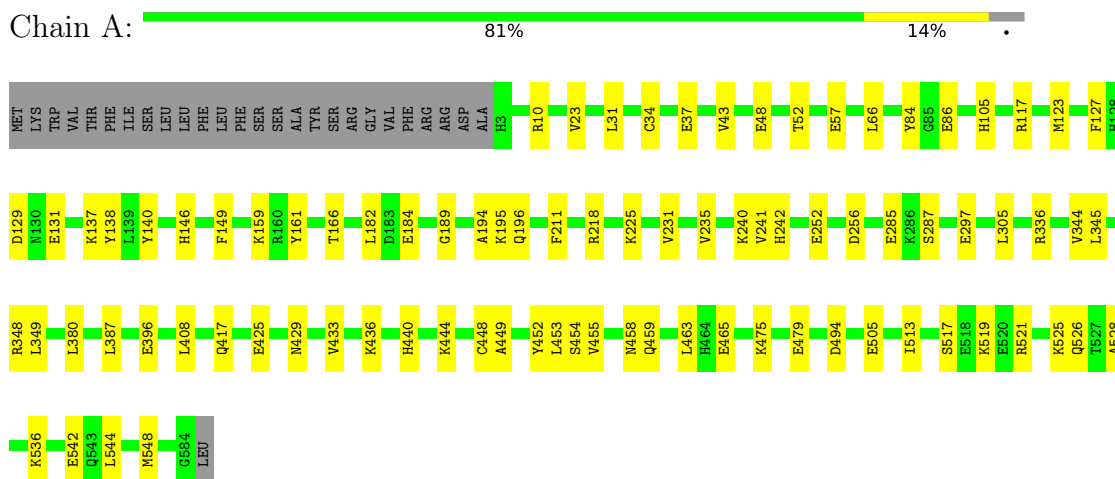 Chain A:
81% 14% •
MET LYS TRP VAL THR PHE ILE SER LEU LEU PHE LEU PHE SER SER ALA TYR SER ARG GLY VAL PHE ARG ARG ASP ALA H3 R10 V23 L31 C34 E37 V43 E48 T52 E57 L66 Y84 G85 E86 H105 R117 M123 F127 H128
D129 N130 E131 K137 Y138 L139 Y140 H146 F149 K159 R160 Y161 T166 L182 D183 E184 G189 A194 K195 Q196 F211 R218 K225 V231 V235 K240 V241 H242 E252 D256 E285 K286 S287 E297 L305 R336 V344 L345
R348 L349 L380 L387 E396 L408 Q417 E425 N429 V433 K436 H440 K444 C448 A449 Y452 L453 S454 V455 N458 Q459 L463 H464 E465 K475 E479 D494 E505 I513 S517 E518 K519 E520 R521 K525 Q526 T527 A528
K536 E542 Q543 L544 M548 G584 LEU